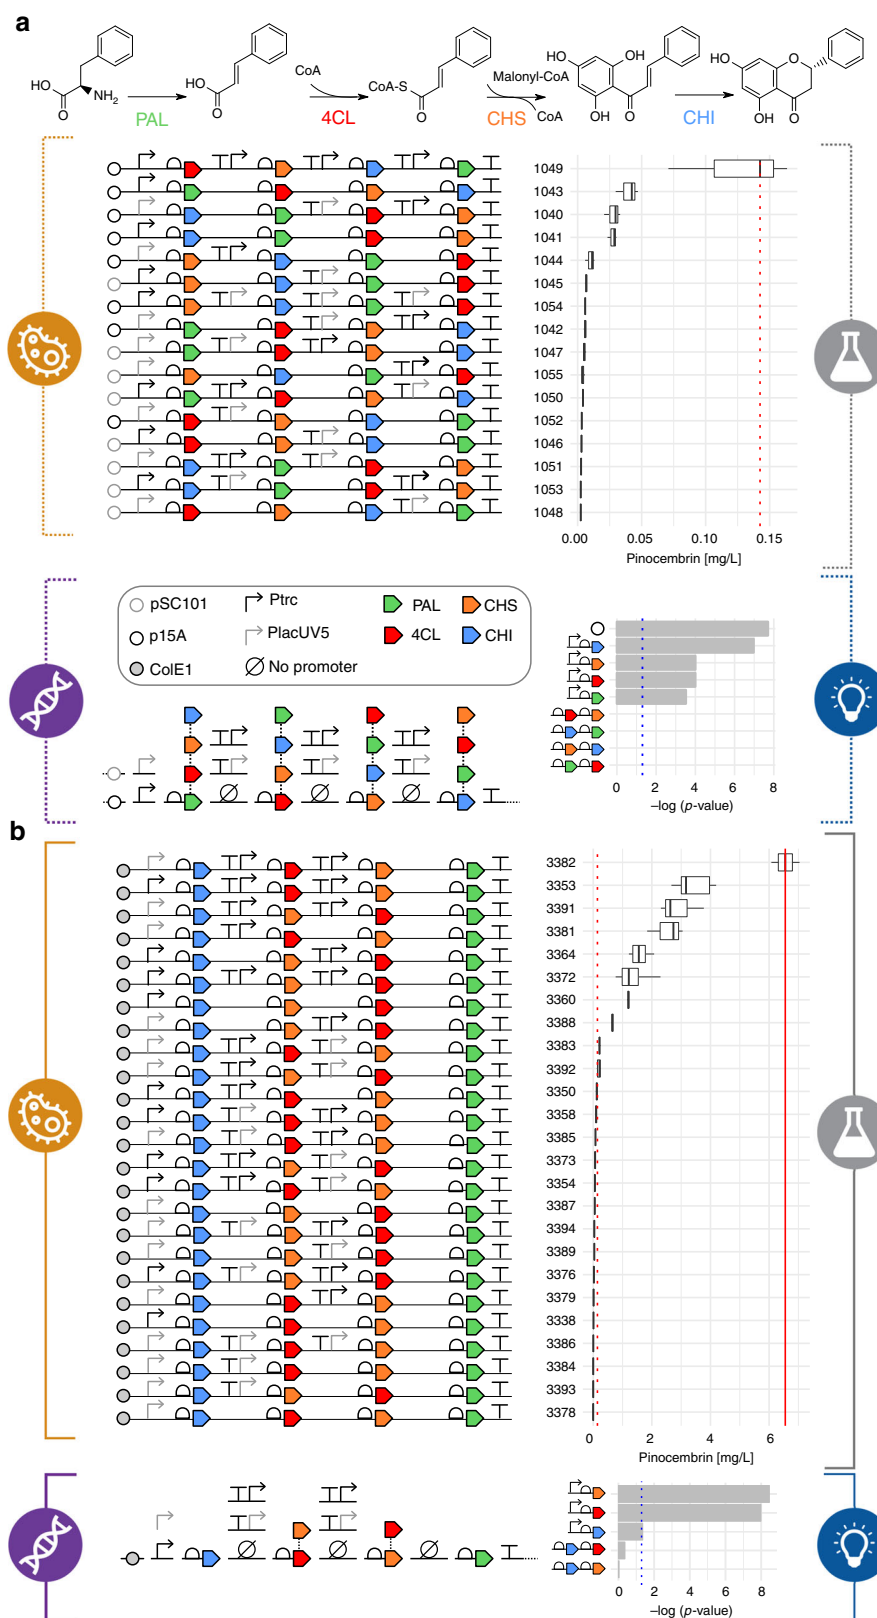 a
HO
O
NH2
PAL
HO
O
CoA
4CL
CoA-S
O
Malonyl-CoA
CHS
CoA
HO
OH
OH
O
CHI
HO
O
OH
O
1049
1043
1040
1041
1044
1045
1054
1042
1047
1055
1050
1052
1046
1051
1053
1048
0.00
0.05
0.10
0.15
Pinocembrin [mg/L]
pSC101
Ptrc
PAL
CHS
p15A
PlacUV5
4CL
CHI
ColE1
No promoter
0 2 4 6 8
–log (p-value)
b
3382
3353
3391
3381
3364
3372
3360
3388
3383
3392
3350
3358
3385
3373
3354
3387
3394
3389
3376
3379
3338
3386
3384
3393
3378
0 2 4 6
Pinocembrin [mg/L]
0 2 4 6 8
–log (p-value)